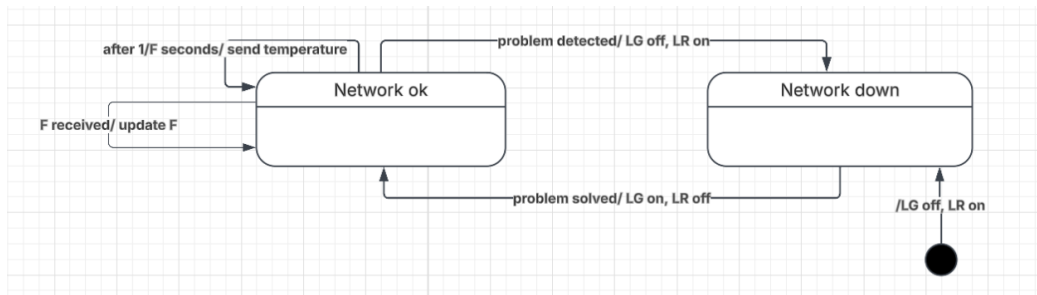 problem detected/ LG off, LR on
after 1/F seconds/ send temperature
Network ok
Network down
F received/ update F
problem solved/ LG on, LR off
/LG off, LR on